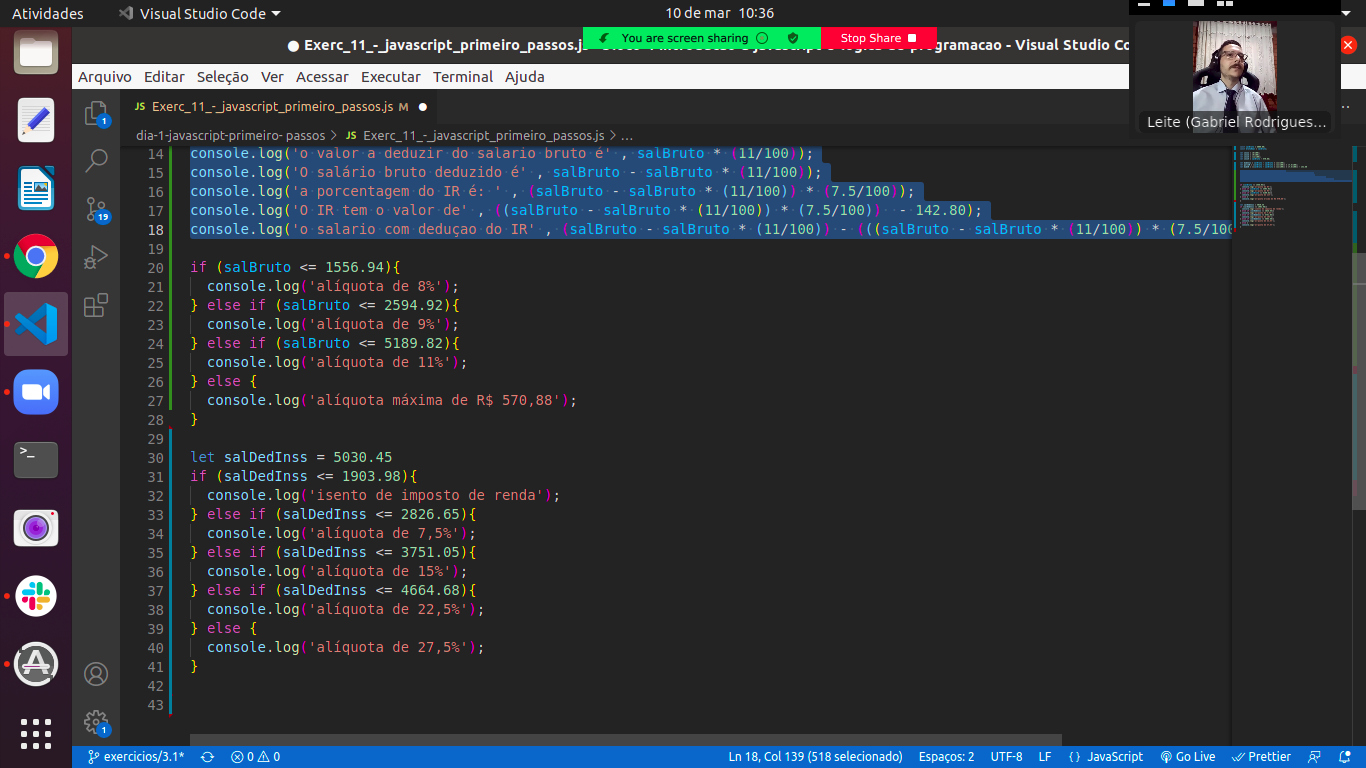 Atividades
Visual Studio Code
10 de mar 10:36
● Exerc_11_-_javascript_primeiro_passos.js
programacao - Visual Studio Co
You are screen sharing
Stop Share
Leite (Gabriel Rodrigues...
Arquivo Editar Seleção Ver Acessar Executar Terminal Ajuda
JS Exerc_11_-_javascript_primeiro_passos.js M ●
dia-1-javascript-primeiro- passos > JS Exerc_11_-_javascript_primeiro_passos.js > ...
14 console.log('o valor a deduzir do salario bruto é' , salBruto * (11/100));
15 console.log('O salário bruto deduzido é' , salBruto - salBruto * (11/100));
16 console.log('a porcentagem do IR é: ' , (salBruto - salBruto * (11/100)) * (7.5/100));
17 console.log('O IR tem o valor de' , ((salBruto - salBruto * (11/100)) * (7.5/100)) - 142.80);
18 console.log('o salario com deduçao do IR' , (salBruto - salBruto * (11/100)) - (((salBruto - salBruto * (11/100)) * (7.5/100
19
20 if (salBruto <= 1556.94){
21 console.log('alíquota de 8%');
22 } else if (salBruto <= 2594.92){
23 console.log('alíquota de 9%');
24 } else if (salBruto <= 5189.82){
25 console.log('alíquota de 11%');
26 } else {
27 console.log('alíquota máxima de R$ 570,88');
28 }
29
30 let salDedInss = 5030.45
31 if (salDedInss <= 1903.98){
32 console.log('isento de imposto de renda');
33 } else if (salDedInss <= 2826.65){
34 console.log('alíquota de 7,5%');
35 } else if (salDedInss <= 3751.05){
36 console.log('alíquota de 15%');
37 } else if (salDedInss <= 4664.68){
38 console.log('alíquota de 22,5%');
39 } else {
40 console.log('alíquota de 27,5%');
41 }
42
43
1
19
1
exercicios/3.1* 0 0 Ln 18, Col 139 (518 selecionado) Espaços: 2 UTF-8 LF {} JavaScript Go Live Prettier